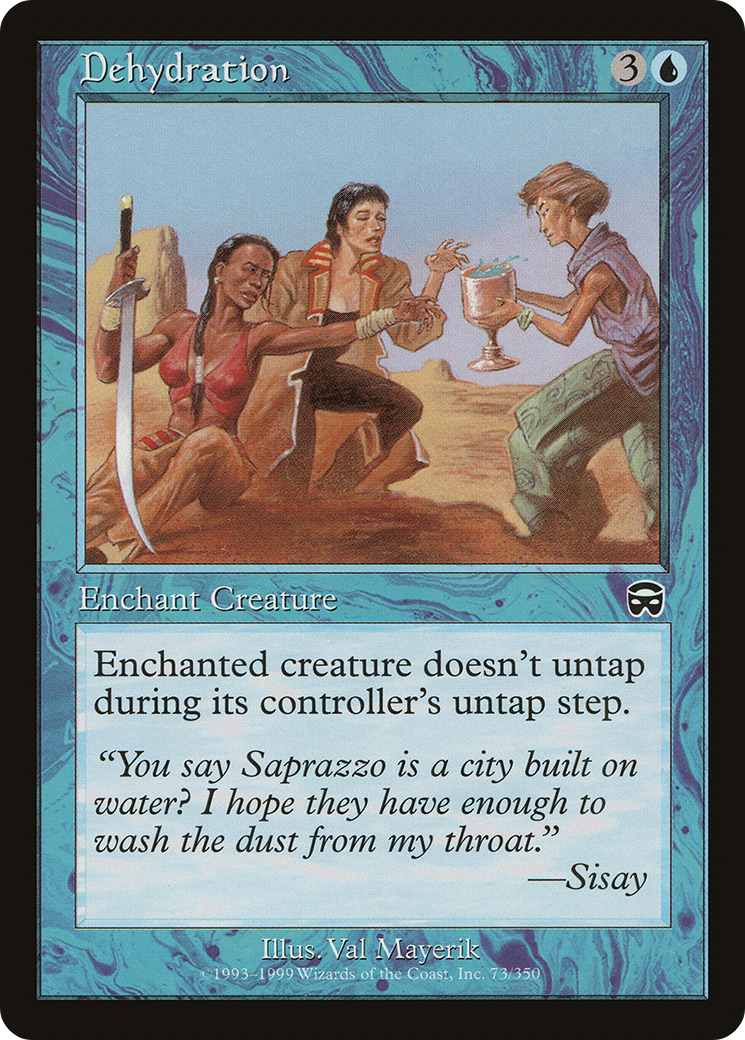 Dehydration
3
Enchant Creature
Enchanted creature doesn't untap
during its controller's untap step.
“You say Saprazzo is a city built on
water? I hope they have enough to
wash the dust from my throat.”
—Sisay
Illus. Val Mayerik
©1993–1999 Wizards of the Coast, Inc. 73/350